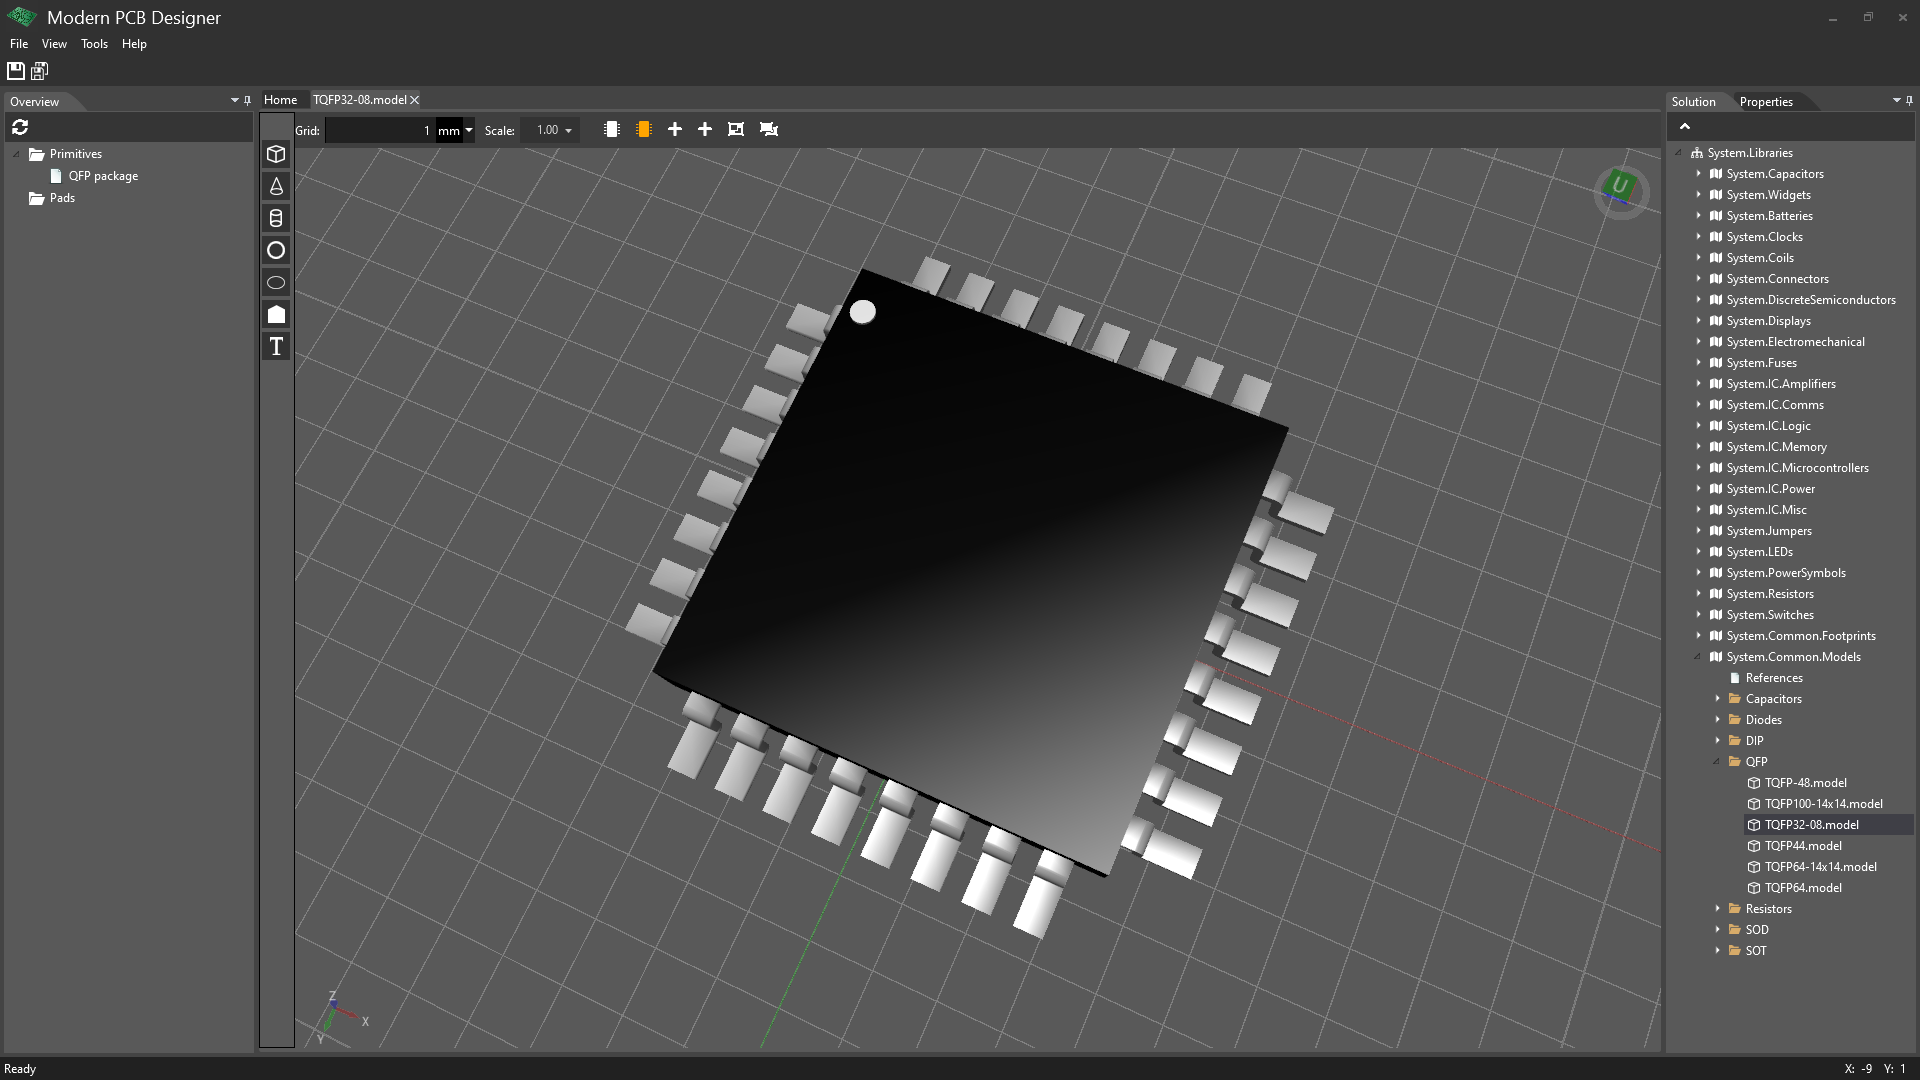 Modern PCB Designer
File View Tools Help
Overview
Primitives
QFP package
Pads
Home TQFP32-08.model
Grid: 1 mm Scale: 1.00
T
U
Z
X
Y
Solution Properties
System.Libraries
System.Capacitors
System.Widgets
System.Batteries
System.Clocks
System.Coils
System.Connectors
System.DiscreteSemiconductors
System.Displays
System.Electromechanical
System.Fuses
System.IC.Amplifiers
System.IC.Comms
System.IC.Logic
System.IC.Memory
System.IC.Microcontrollers
System.IC.Power
System.IC.Misc
System.Jumpers
System.LEDs
System.PowerSymbols
System.Resistors
System.Switches
System.Common.Footprints
System.Common.Models
References
Capacitors
Diodes
DIP
QFP
TQFP-48.model
TQFP100-14x14.model
TQFP32-08.model
TQFP44.model
TQFP64-14x14.model
TQFP64.model
Resistors
SOD
SOT
Ready
X: -9 Y: 1